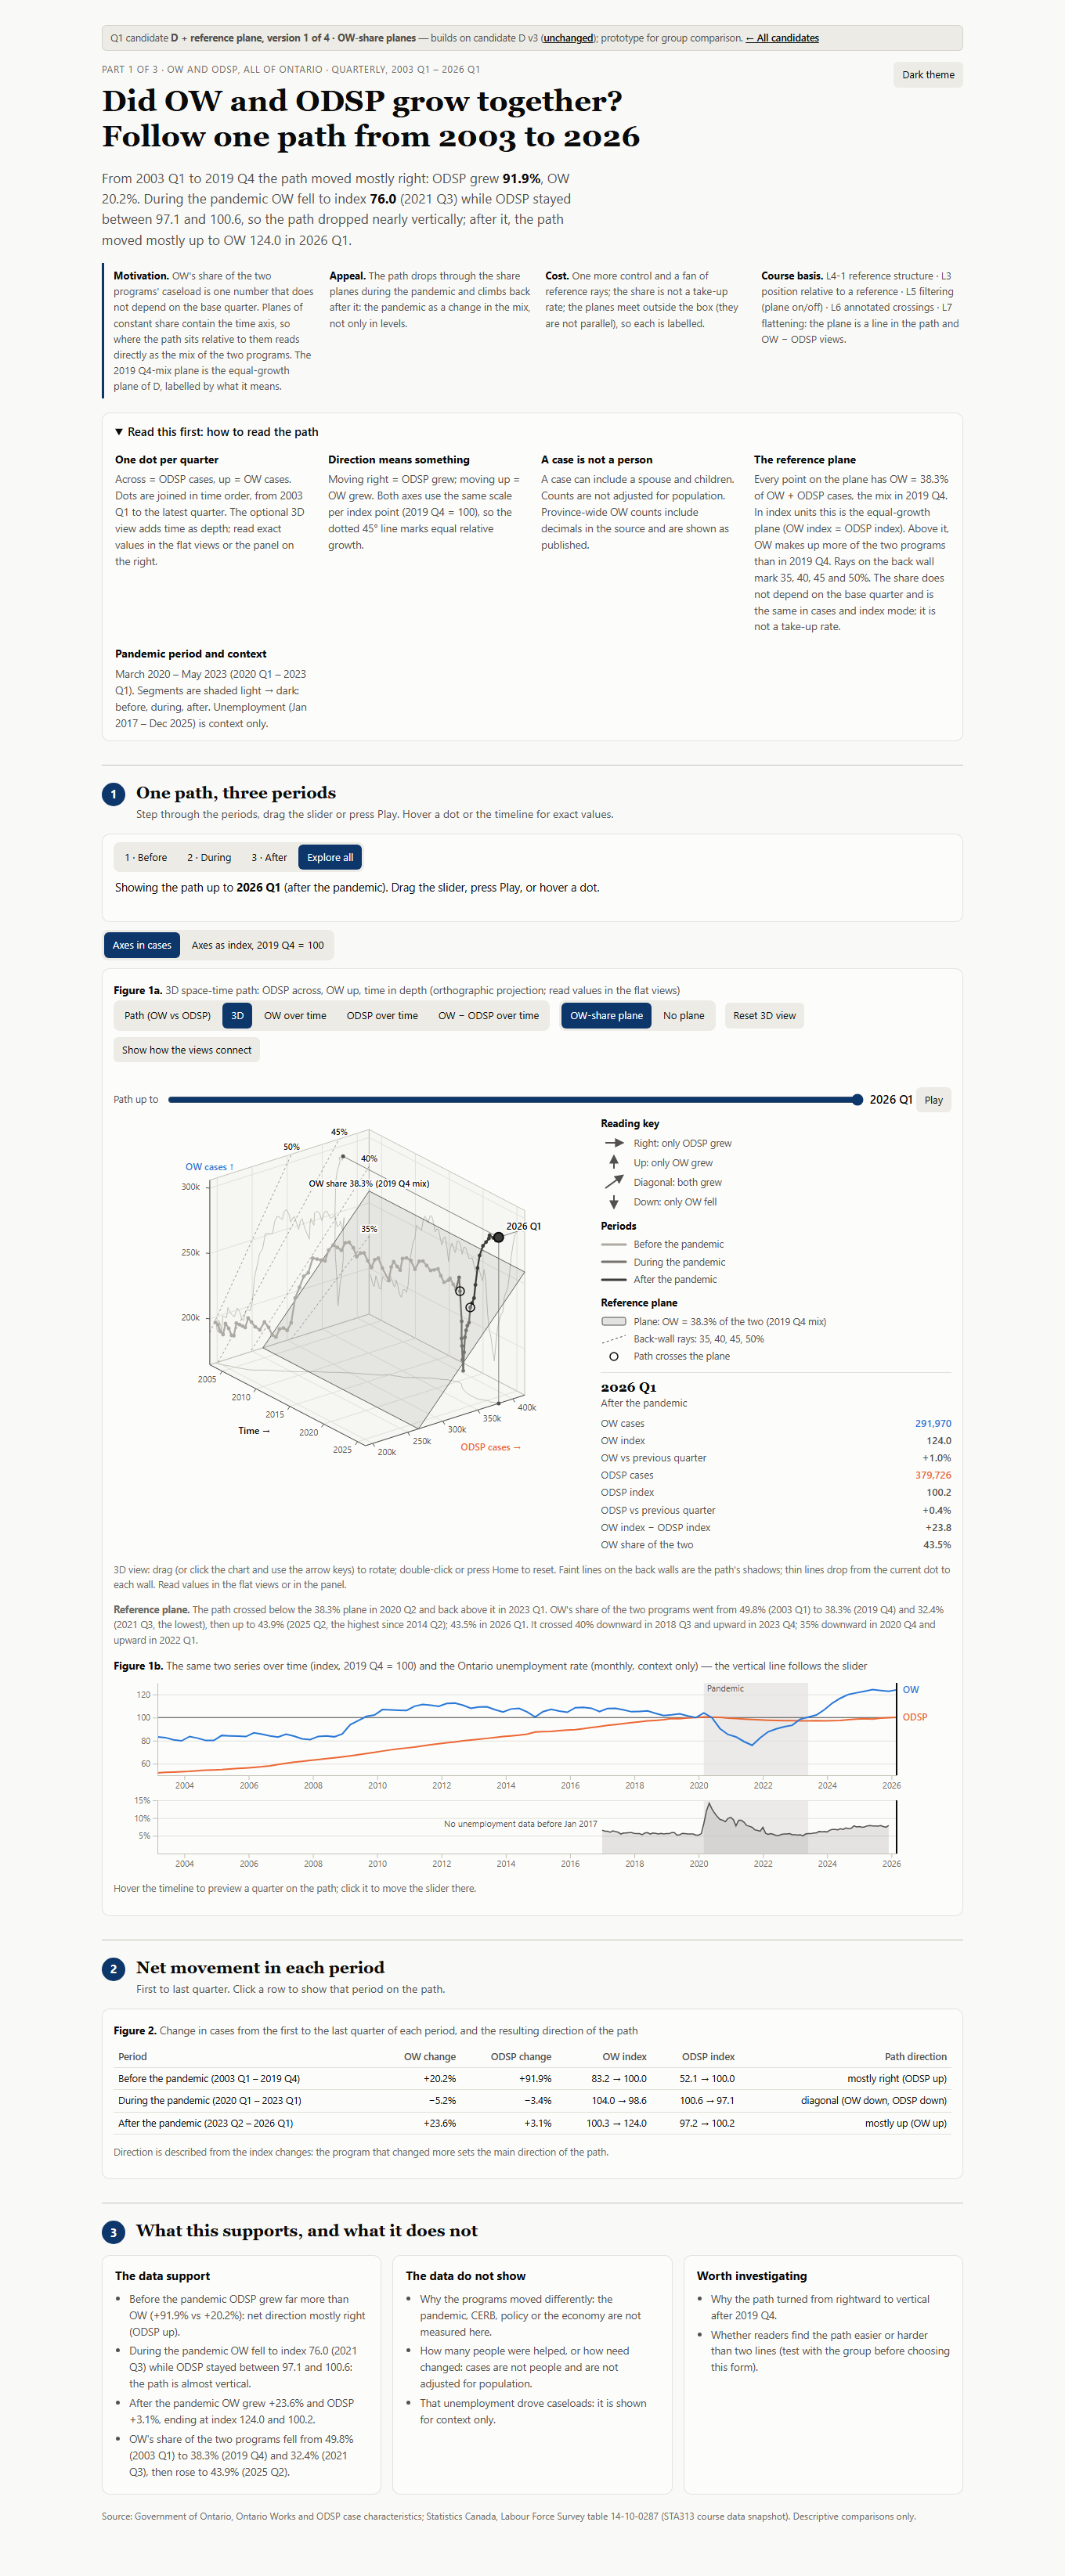 Q1 candidate D + reference plane, version 1 of 4 · OW-share planes — builds on candidate D v3 (unchanged); prototype for group comparison. ← All candidates
PART 1 OF 3 · OW AND ODSP, ALL OF ONTARIO · QUARTERLY, 2003 Q1 – 2026 Q1
Dark theme
Did OW and ODSP grow together?
Follow one path from 2003 to 2026
From 2003 Q1 to 2019 Q4 the path moved mostly right: ODSP grew 91.9%, OW
20.2%. During the pandemic OW fell to index 76.0 (2021 Q3) while ODSP stayed
between 97.1 and 100.6, so the path dropped nearly vertically; after it, the path
moved mostly up to OW 124.0 in 2026 Q1.
Motivation. OW's share of the two
programs' caseload is one number that does
not depend on the base quarter. Planes of
constant share contain the time axis, so
where the path sits relative to them reads
directly as the mix of the two programs. The
2019 Q4-mix plane is the equal-growth
plane of D, labelled by what it means.
Appeal. The path drops through the share
planes during the pandemic and climbs back
after it: the pandemic as a change in the mix,
not only in levels.
Cost. One more control and a fan of
reference rays; the share is not a take-up
rate; the planes meet outside the box (they
are not parallel), so each is labelled.
Course basis. L4-1 reference structure · L3
position relative to a reference · L5 filtering
(plane on/off) · L6 annotated crossings · L7
flattening: the plane is a line in the path and
OW − ODSP views.
▼ Read this first: how to read the path
One dot per quarter
Across = ODSP cases, up = OW cases.
Dots are joined in time order, from 2003
Q1 to the latest quarter. The optional 3D
view adds time as depth; read exact
values in the flat views or the panel on
the right.
Direction means something
Moving right = ODSP grew; moving up =
OW grew. Both axes use the same scale
per index point (2019 Q4 = 100), so the
dotted 45° line marks equal relative
growth.
A case is not a person
A case can include a spouse and children.
Counts are not adjusted for population.
Province-wide OW counts include
decimals in the source and are shown as
published.
The reference plane
Every point on the plane has OW = 38.3%
of OW + ODSP cases, the mix in 2019 Q4.
In index units this is the equal-growth
plane (OW index = ODSP index). Above it,
OW makes up more of the two programs
than in 2019 Q4. Rays on the back wall
mark 35, 40, 45 and 50%. The share does
not depend on the base quarter and is
the same in cases and index mode; it is
not a take-up rate.
Pandemic period and context
March 2020 – May 2023 (2020 Q1 – 2023
Q1). Segments are shaded light → dark:
before, during, after. Unemployment (Jan
2017 – Dec 2025) is context only.
1 One path, three periods
Step through the periods, drag the slider or press Play. Hover a dot or the timeline for exact values.
1 · Before 2 · During 3 · After Explore all
Showing the path up to 2026 Q1 (after the pandemic). Drag the slider, press Play, or hover a dot.
Axes in cases Axes as index, 2019 Q4 = 100
Figure 1a. 3D space-time path: ODSP across, OW up, time in depth (orthographic projection; read values in the flat views)
Path (OW vs ODSP) 3D OW over time ODSP over time OW − ODSP over time OW-share plane No plane Reset 3D view
Show how the views connect
Path up to 2026 Q1 Play
45%
50%
40%
OW cases ↑
OW share 38.3% (2019 Q4 mix)
300k
35%
2026 Q1
250k
200k
2005
2010
2015
2020
2025
Time →
200k
250k
300k
350k
400k
ODSP cases →
Reading key
Right: only ODSP grew
Up: only OW grew
Diagonal: both grew
Down: only OW fell
Periods
Before the pandemic
During the pandemic
After the pandemic
Reference plane
Plane: OW = 38.3% of the two (2019 Q4 mix)
Back-wall rays: 35, 40, 45, 50%
Path crosses the plane
2026 Q1
After the pandemic
OW cases 291,970
OW index 124.0
OW vs previous quarter +1.0%
ODSP cases 379,726
ODSP index 100.2
ODSP vs previous quarter +0.4%
OW index − ODSP index +23.8
OW share of the two 43.5%
3D view: drag (or click the chart and use the arrow keys) to rotate; double-click or press Home to reset. Faint lines on the back walls are the path's shadows; thin lines drop from the current dot to
each wall. Read values in the flat views or in the panel.
Reference plane. The path crossed below the 38.3% plane in 2020 Q2 and back above it in 2023 Q1. OW's share of the two programs went from 49.8% (2003 Q1) to 38.3% (2019 Q4) and 32.4%
(2021 Q3, the lowest), then up to 43.9% (2025 Q2, the highest since 2014 Q2); 43.5% in 2026 Q1. It crossed 40% downward in 2018 Q3 and upward in 2023 Q4; 35% downward in 2020 Q4 and
upward in 2022 Q1.
Figure 1b. The same two series over time (index, 2019 Q4 = 100) and the Ontario unemployment rate (monthly, context only) — the vertical line follows the slider
Pandemic
OW
ODSP
120
100
80
60
2004 2006 2008 2010 2012 2014 2016 2018 2020 2022 2024 2026
15%
10%
5%
No unemployment data before Jan 2017
2004 2006 2008 2010 2012 2014 2016 2018 2020 2022 2024 2026
Hover the timeline to preview a quarter on the path; click it to move the slider there.
2 Net movement in each period
First to last quarter. Click a row to show that period on the path.
Figure 2. Change in cases from the first to the last quarter of each period, and the resulting direction of the path
Period OW change ODSP change OW index ODSP index Path direction
Before the pandemic (2003 Q1 – 2019 Q4) +20.2% +91.9% 83.2 → 100.0 52.1 → 100.0 mostly right (ODSP up)
During the pandemic (2020 Q1 – 2023 Q1) −5.2% −3.4% 104.0 → 98.6 100.6 → 97.1 diagonal (OW down, ODSP down)
After the pandemic (2023 Q2 – 2026 Q1) +23.6% +3.1% 100.3 → 124.0 97.2 → 100.2 mostly up (OW up)
Direction is described from the index changes: the program that changed more sets the main direction of the path.
3 What this supports, and what it does not
The data support
• Before the pandemic ODSP grew far more than
OW (+91.9% vs +20.2%): net direction mostly right
(ODSP up).
• During the pandemic OW fell to index 76.0 (2021
Q3) while ODSP stayed between 97.1 and 100.6:
the path is almost vertical.
• After the pandemic OW grew +23.6% and ODSP
+3.1%, ending at index 124.0 and 100.2.
• OW's share of the two programs fell from 49.8%
(2003 Q1) to 38.3% (2019 Q4) and 32.4% (2021
Q3), then rose to 43.9% (2025 Q2).
The data do not show
• Why the programs moved differently: the
pandemic, CERB, policy or the economy are not
measured here.
• How many people were helped, or how need
changed: cases are not people and are not
adjusted for population.
• That unemployment drove caseloads: it is shown
for context only.
Worth investigating
• Why the path turned from rightward to vertical
after 2019 Q4.
• Whether readers find the path easier or harder
than two lines (test with the group before choosing
this form).
Source: Government of Ontario, Ontario Works and ODSP case characteristics; Statistics Canada, Labour Force Survey table 14-10-0287 (STA313 course data snapshot). Descriptive comparisons only.